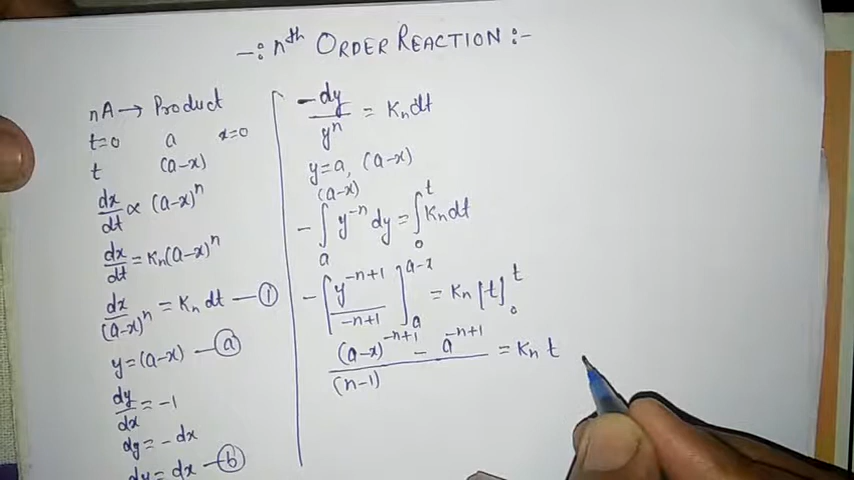 -: nth ORDER REACTION :-
nA → Product
t=0 a x=0
t (a-x)
dx/dt ∝ (a-x)^n
dx/dt = Kn(a-x)^n
dx/(a-x)^n = Kn dt — ①
y=(a-x) — ⓐ
dy/dx = -1
dy = -dx
-dy = dx — ⓑ
-dy/y^n = Kn dt
y=a, (a-x)
-∫_a^(a-x) y^-n dy = ∫_0^t Kn dt
-[y^(-n+1)/(-n+1)]_a^(a-x) = Kn [t]_0^t
((a-x)^(-n+1) - a^(-n+1))/(n-1) = Kn t